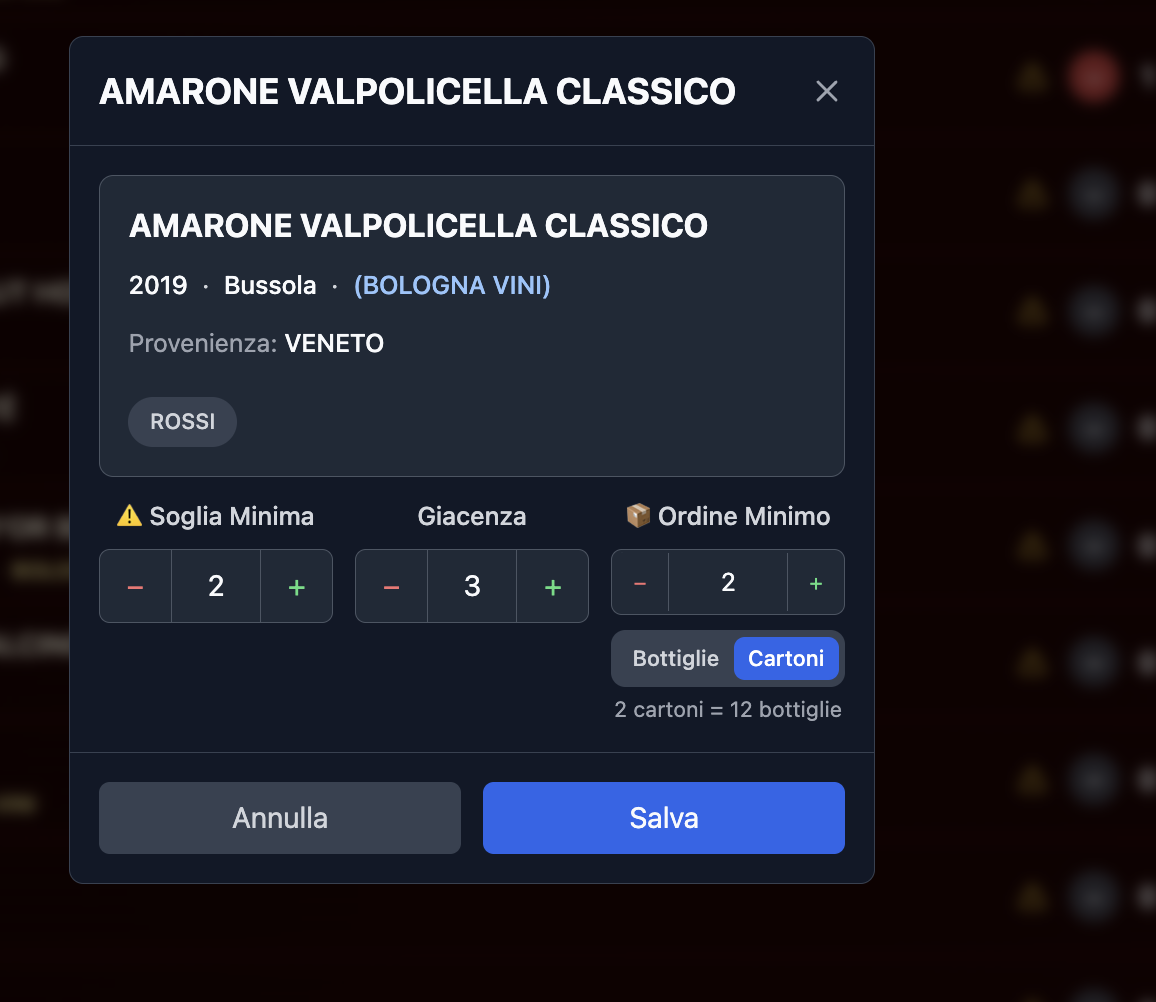 AMARONE VALPOLICELLA CLASSICO
AMARONE VALPOLICELLA CLASSICO
2019 · Bussola · (BOLOGNA VINI)
Provenienza: VENETO
ROSSI
⚠️ Soglia Minima
− 2 +
Giacenza
− 3 +
📦 Ordine Minimo
− 2 +
Bottiglie Cartoni
2 cartoni = 12 bottiglie
Annulla Salva